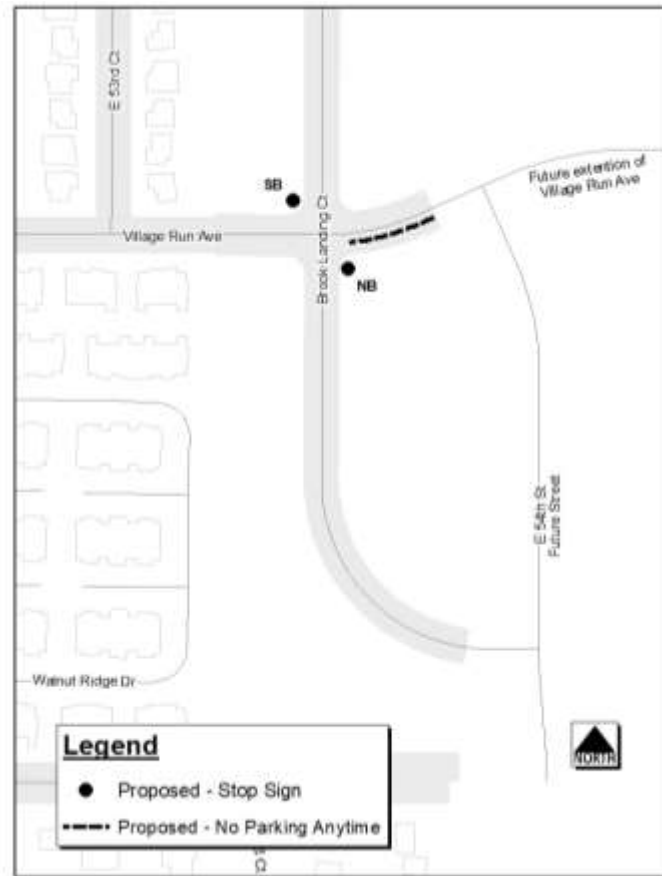 E 53rd Ct
SB
Future extention of
Village Run Ave
Village Run Ave
Brook Landing Ct
NB
E 54th St
Future Street
Walnut Ridge Dr
Legend
Proposed - Stop Sign
Proposed - No Parking Anytime
NORTH